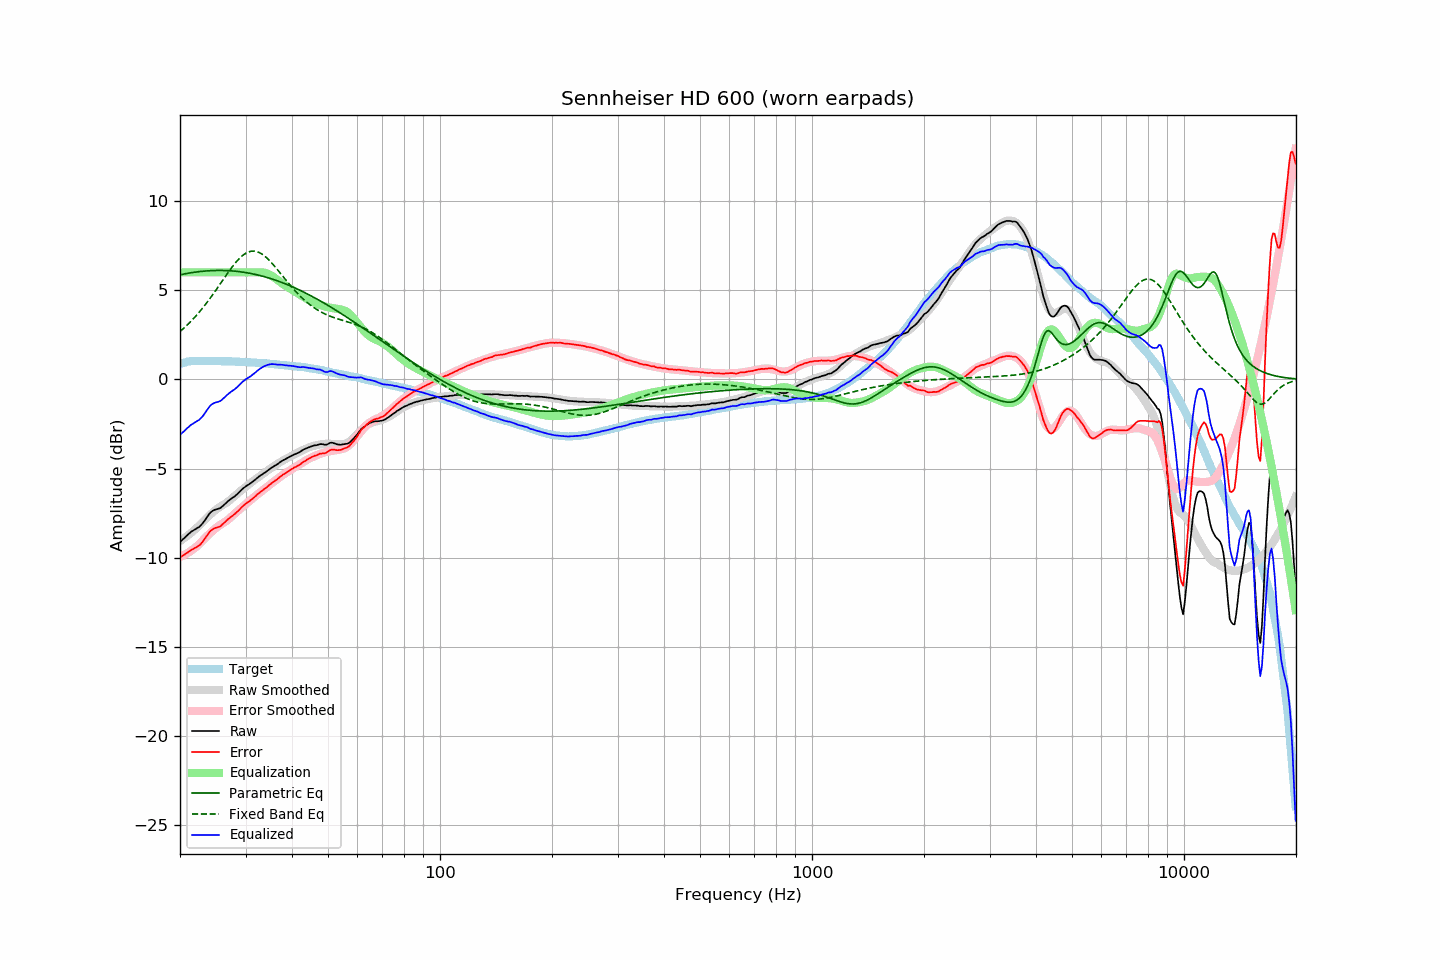 Sennheiser HD 600 (worn earpads)
Amplitude (dBr)
10
5
0
−5
−10
−15
−20
−25
Target
Raw Smoothed
Error Smoothed
Raw
Error
Equalization
Parametric Eq
Fixed Band Eq
Equalized
100
1000
10000
Frequency (Hz)